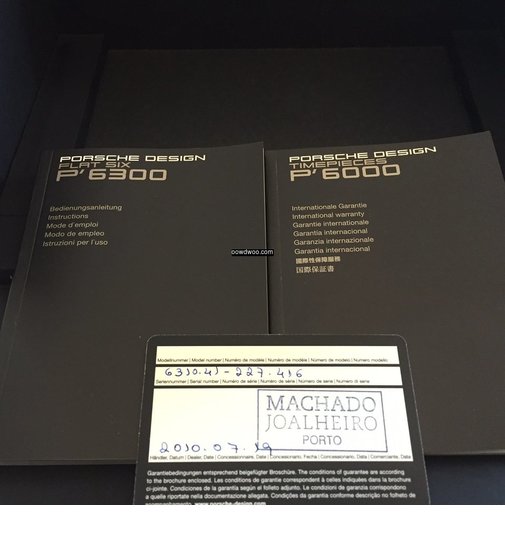 PORSCHE DESIGN
FLAT SIX
P'6300
Bedienungsanleitung
Instructions
Mode d'emploi
Modo de empleo
Istruzioni per l'uso
PORSCHE DESIGN
TIMEPIECES
P'6000
Internationale Garantie
International warranty
Garantie internationale
Garantía internacional
Garanzia internazionale
Garantia internacional
國際性保障服務
国際保証書
oowdwoo.com
Modellnummer | Model number | Numéro de modèle | Número de modelo | Numero modello
6310.41-227.416
Seriennummer | Serial number | Numéro de série | Número de serie | Numero di serie
MACHADO
JOALHEIRO
PORTO
2010.07.19
Händler, Datum | Dealer, Date | Concessionnaire, Date | Concesionario, Fecha | Concessionario, Data | Comerciante, Data
Garantiebedingungen entsprechend beigefügter Broschüre. The conditions of guarantee are according
to the brochure enclosed. Les conditions de garantie correspondent à celles indiquées dans la brochure
ci-jointe. Condiciones de la garantía según el folleto adjunto. Le condizioni di garanzia corrispondono
a quelle riportate nella documentazione allegata. Condições da garantia conforme descrição no folheto de
www.porsche-design.com